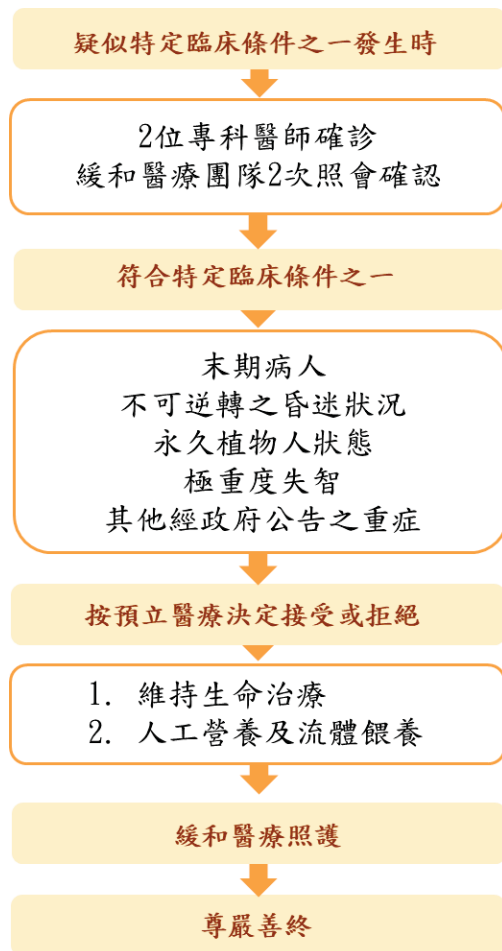 疑似特定臨床條件之一發生時
2位專科醫師確診
緩和醫療團隊2次照會確認
符合特定臨床條件之一
末期病人
不可逆轉之昏迷狀況
永久植物人狀態
極重度失智
其他經政府公告之重症
按預立醫療決定接受或拒絕
1. 維持生命治療
2. 人工營養及流體餵養
緩和醫療照護
尊嚴善終